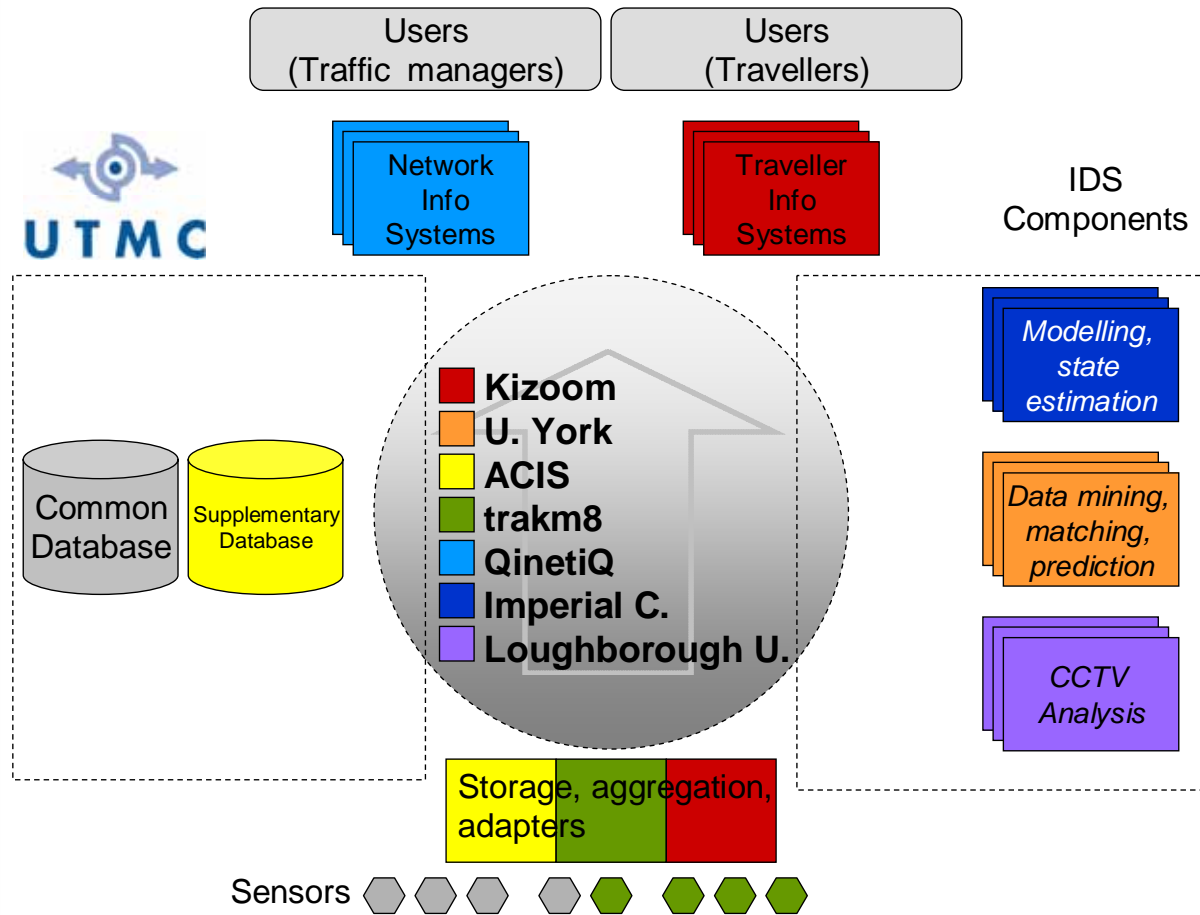 Users
(Traffic managers)
Users
(Travellers)
UTMC
Network
Info
Systems
Traveller
Info
Systems
IDS
Components
Kizoom
U. York
ACIS
trakm8
QinetiQ
Imperial C.
Loughborough U.
Common
Database
Supplementary
Database
Modelling,
state
estimation
Data mining,
matching,
prediction
CCTV
Analysis
Storage, aggregation,
adapters
Sensors